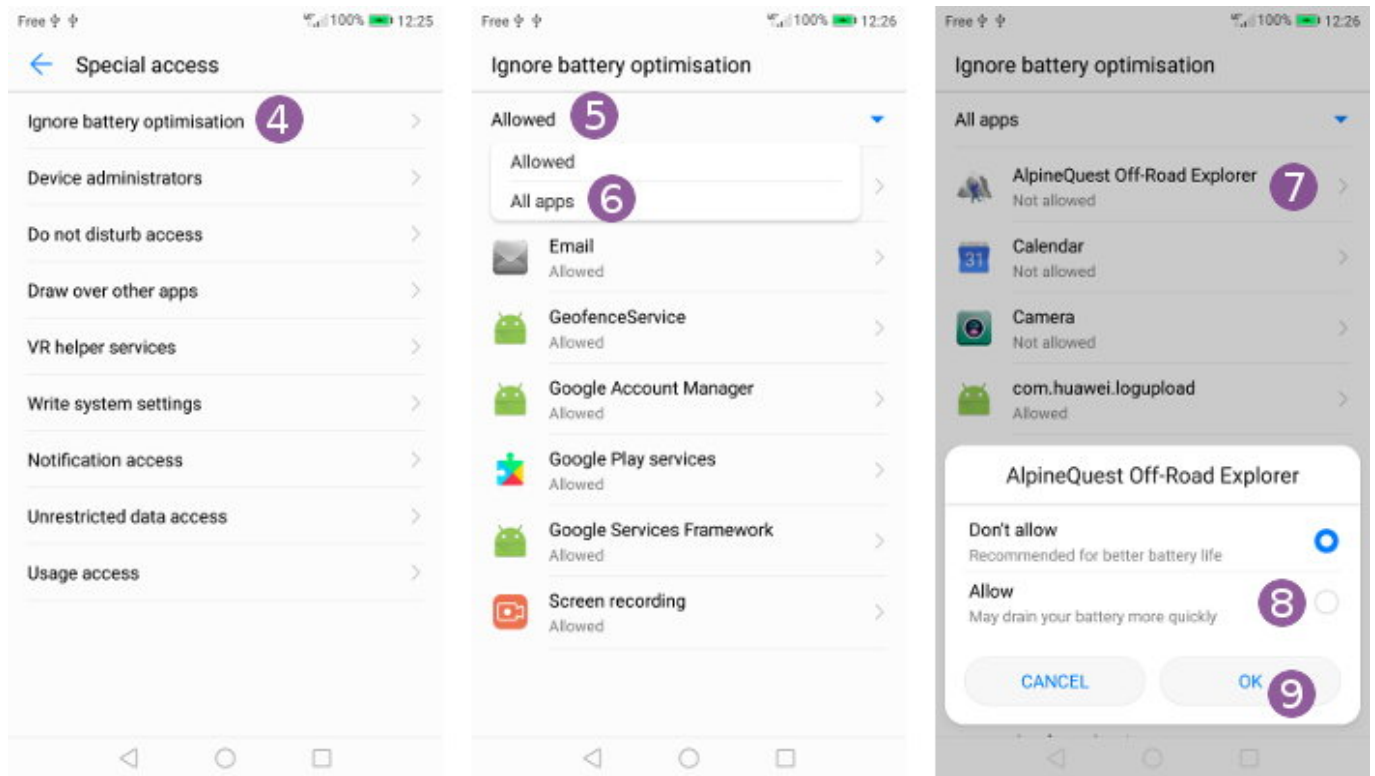 Free 100% 12:25
Special access
Ignore battery optimisation 4
Device administrators
Do not disturb access
Draw over other apps
VR helper services
Write system settings
Notification access
Unrestricted data access
Usage access
Free 100% 12:26
Ignore battery optimisation
Allowed 5
Allowed
All apps 6
Email
Allowed
GeofenceService
Allowed
Google Account Manager
Allowed
Google Play services
Allowed
Google Services Framework
Allowed
Screen recording
Allowed
Free 100% 12:26
Ignore battery optimisation
All apps
AlpineQuest Off-Road Explorer 7
Not allowed
31
Calendar
Not allowed
Camera
Not allowed
com.huawei.logupload
Allowed
AlpineQuest Off-Road Explorer
Don't allow
Recommended for better battery life
Allow
May drain your battery more quickly 8
CANCEL OK 9